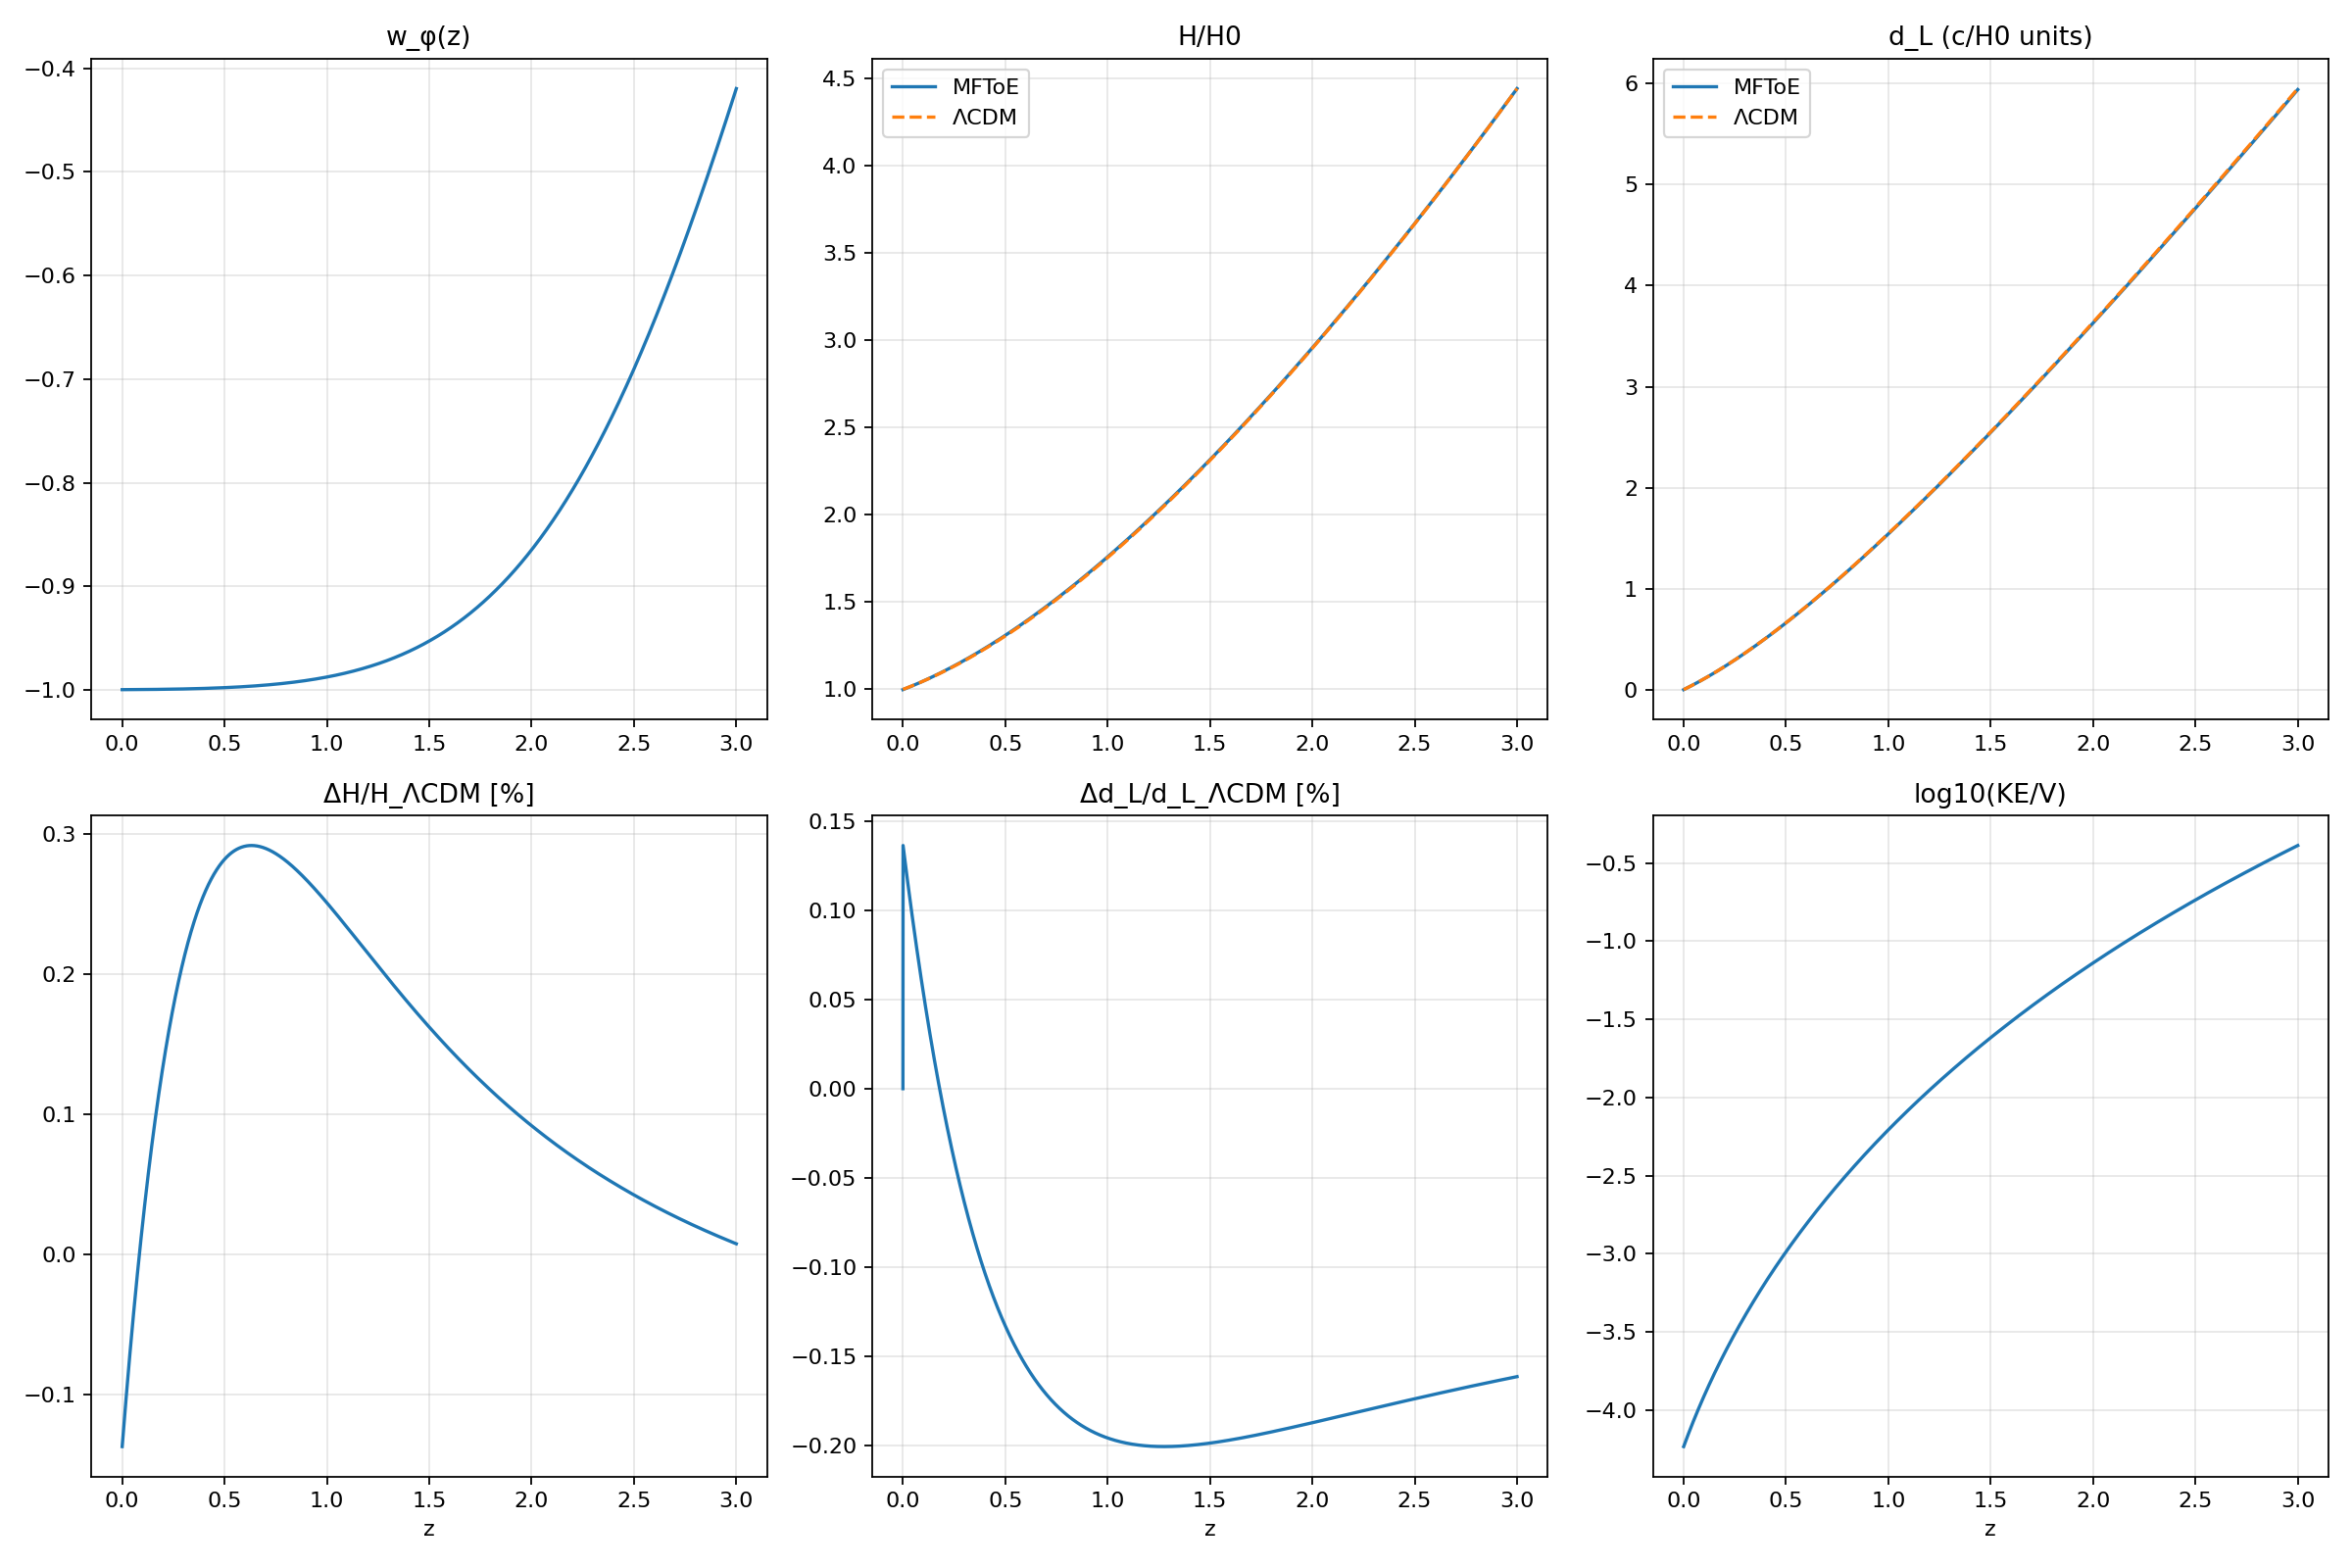 w_φ(z)
−0.4
−0.5
−0.6
−0.7
−0.8
−0.9
−1.0
0.0 0.5 1.0 1.5 2.0 2.5 3.0
H/H0
MFToE
ΛCDM
4.5
4.0
3.5
3.0
2.5
2.0
1.5
1.0
0.0 0.5 1.0 1.5 2.0 2.5 3.0
d_L (c/H0 units)
MFToE
ΛCDM
6
5
4
3
2
1
0
0.0 0.5 1.0 1.5 2.0 2.5 3.0
ΔH/H_ΛCDM [%]
0.3
0.2
0.1
0.0
−0.1
0.0 0.5 1.0 1.5 2.0 2.5 3.0
z
Δd_L/d_L_ΛCDM [%]
0.15
0.10
0.05
0.00
−0.05
−0.10
−0.15
−0.20
0.0 0.5 1.0 1.5 2.0 2.5 3.0
z
log10(KE/V)
−0.5
−1.0
−1.5
−2.0
−2.5
−3.0
−3.5
−4.0
0.0 0.5 1.0 1.5 2.0 2.5 3.0
z